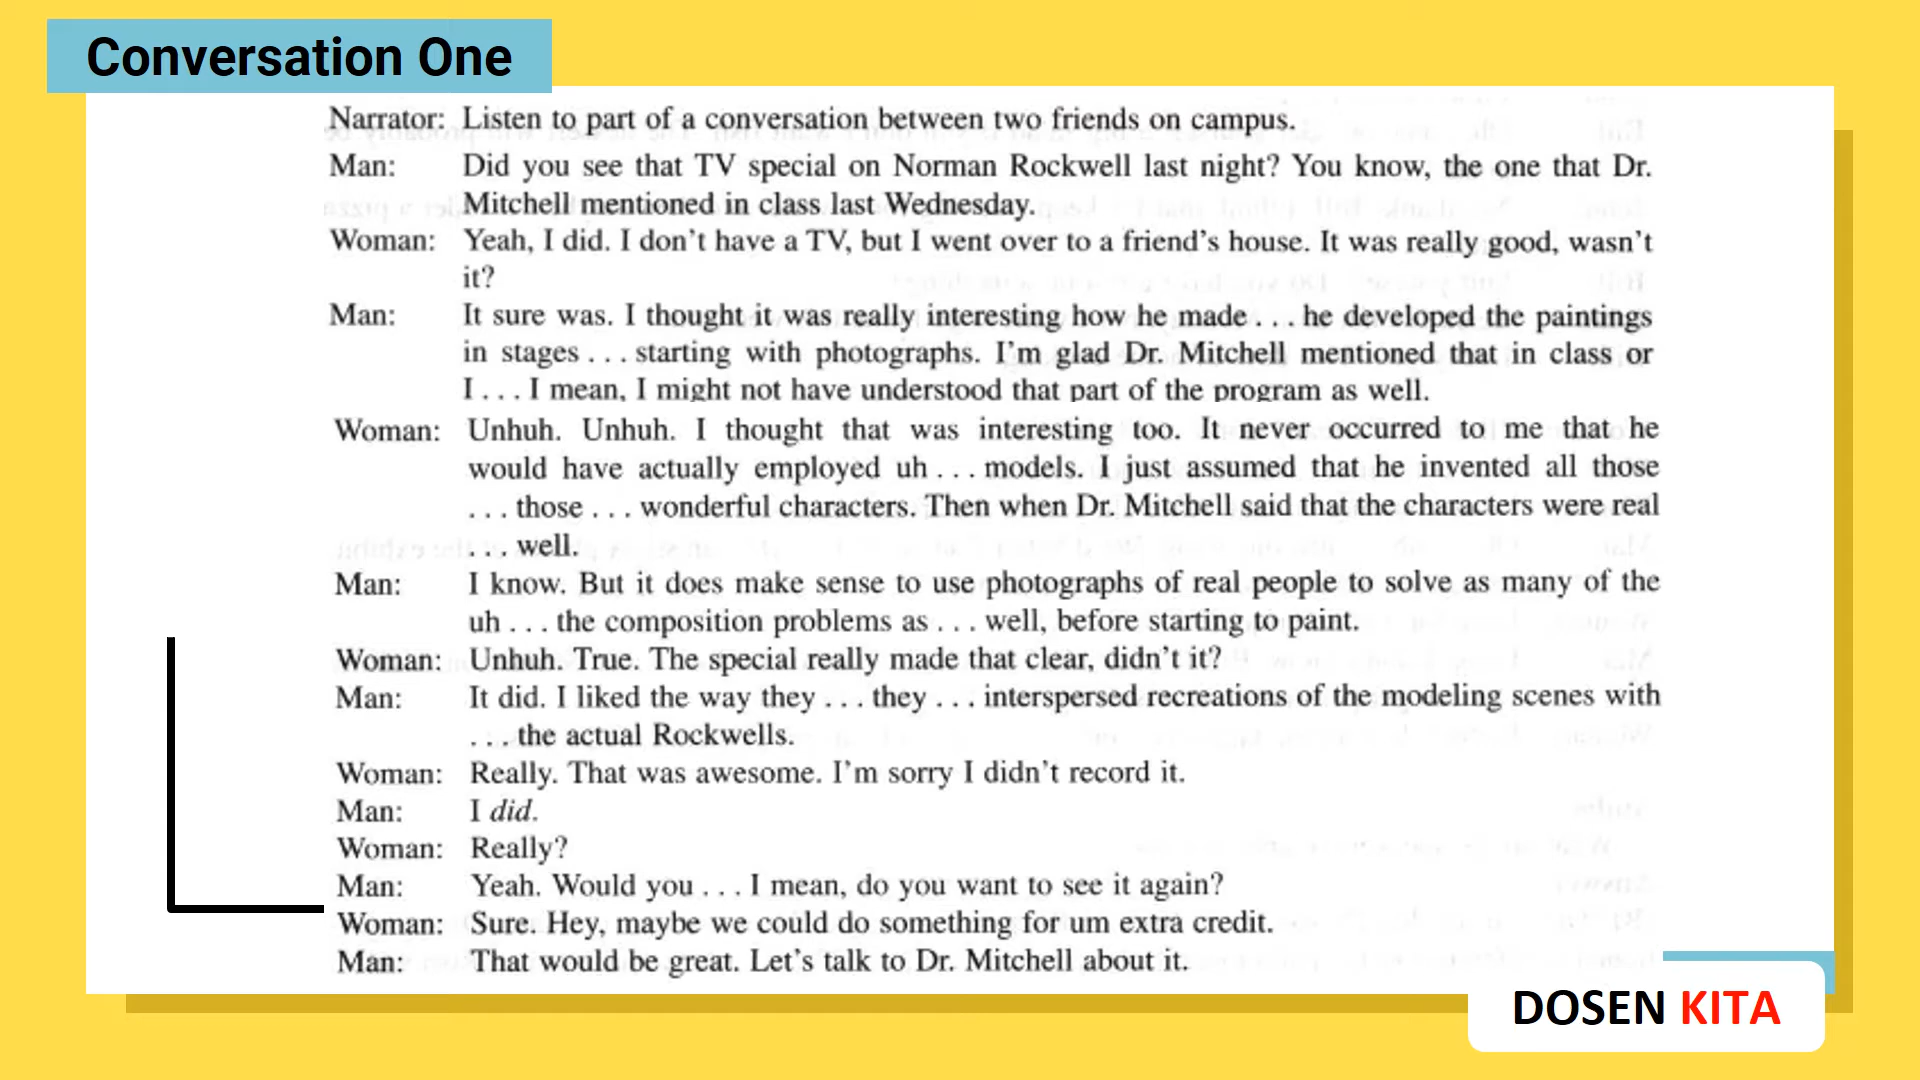 Conversation One
Narrator: Listen to part of a conversation between two friends on campus.
Man: Did you see that TV special on Norman Rockwell last night? You know, the one that Dr.
Mitchell mentioned in class last Wednesday.
Woman: Yeah, I did. I don't have a TV, but I went over to a friend's house. It was really good, wasn't
it?
Man: It sure was. I thought it was really interesting how he made . . . he developed the paintings
in stages . . . starting with photographs. I'm glad Dr. Mitchell mentioned that in class or
I . . . I mean, I might not have understood that part of the program as well.
Woman: Unhuh. Unhuh. I thought that was interesting too. It never occurred to me that he
would have actually employed uh . . . models. I just assumed that he invented all those
. . . those . . . wonderful characters. Then when Dr. Mitchell said that the characters were real
. . . well.
Man: I know. But it does make sense to use photographs of real people to solve as many of the
uh . . . the composition problems as . . . well, before starting to paint.
Woman: Unhuh. True. The special really made that clear, didn't it?
Man: It did. I liked the way they . . . they . . . interspersed recreations of the modeling scenes with
. . . the actual Rockwells.
Woman: Really. That was awesome. I'm sorry I didn't record it.
Man: I did.
Woman: Really?
Man: Yeah. Would you . . . I mean, do you want to see it again?
Woman: Sure. Hey, maybe we could do something for um extra credit.
Man: That would be great. Let's talk to Dr. Mitchell about it.
DOSEN KITA